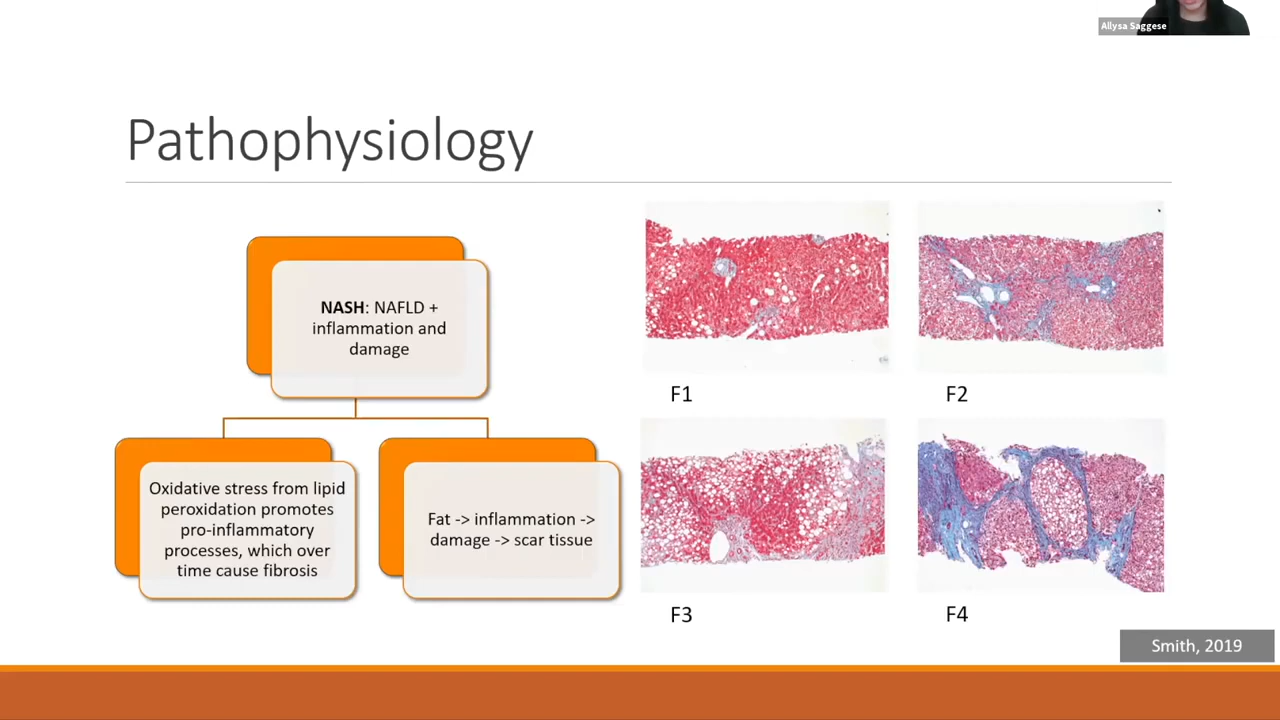 Allysa Saggese
Pathophysiology
NASH: NAFLD +
inflammation and
damage
Oxidative stress from lipid
peroxidation promotes
pro-inflammatory
processes, which over
time cause fibrosis
Fat -> inflammation ->
damage -> scar tissue
F1
F2
F3
F4
Smith, 2019